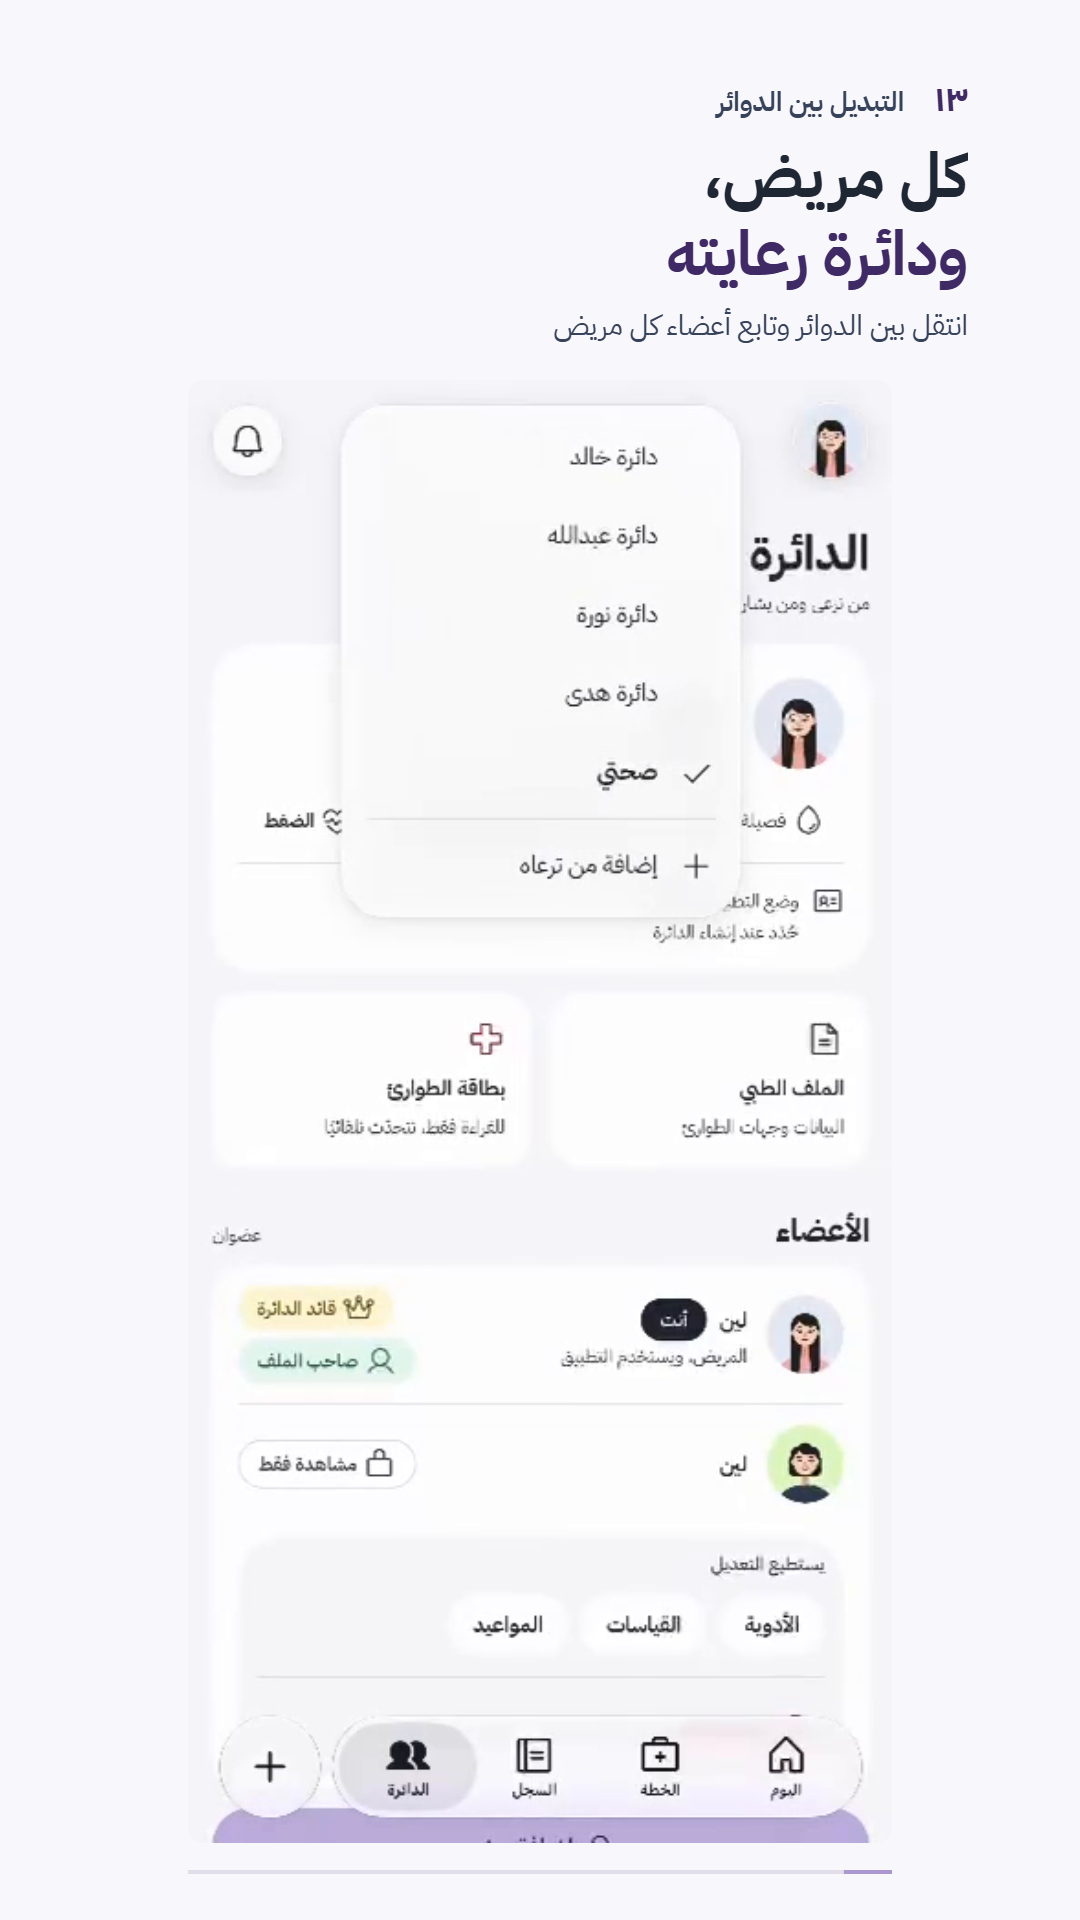 ١٣ التبديل بين الدوائر
كل مريض،
ودائرة رعايته
انتقل بين الدوائر وتابع أعضاء كل مريض
دائرة خالد
دائرة عبدالله
دائرة نورة
دائرة هدى
صحتي
إضافة من ترعاه
الدائرة
من ترعى ومن
فصيلة
الضغط
وضع
حُدد عند إنشاء الدائرة
الملف الطبي
البيانات وجهات الطوارئ
بطاقة الطوارئ
للقراءة فقط، تتحدّث تلقائيًا
الأعضاء
عضوان
لين أنت
المريض، ويستخدم التطبيق
قائد الدائرة
صاحب الملف
لين
مشاهدة فقط
يستطيع التعديل
الأدوية القياسات المواعيد
اليوم الخطة السجل الدائرة